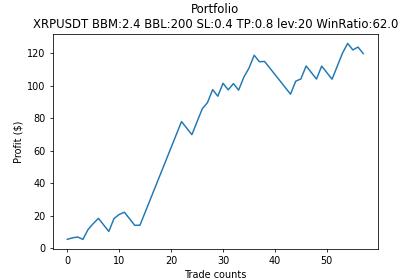 Portfolio
XRPUSDT BBM:2.4 BBL:200 SL:0.4 TP:0.8 lev:20 WinRatio:62.0
120
100
80
60
40
20
0
Profit ($)
0 10 20 30 40 50
Trade counts